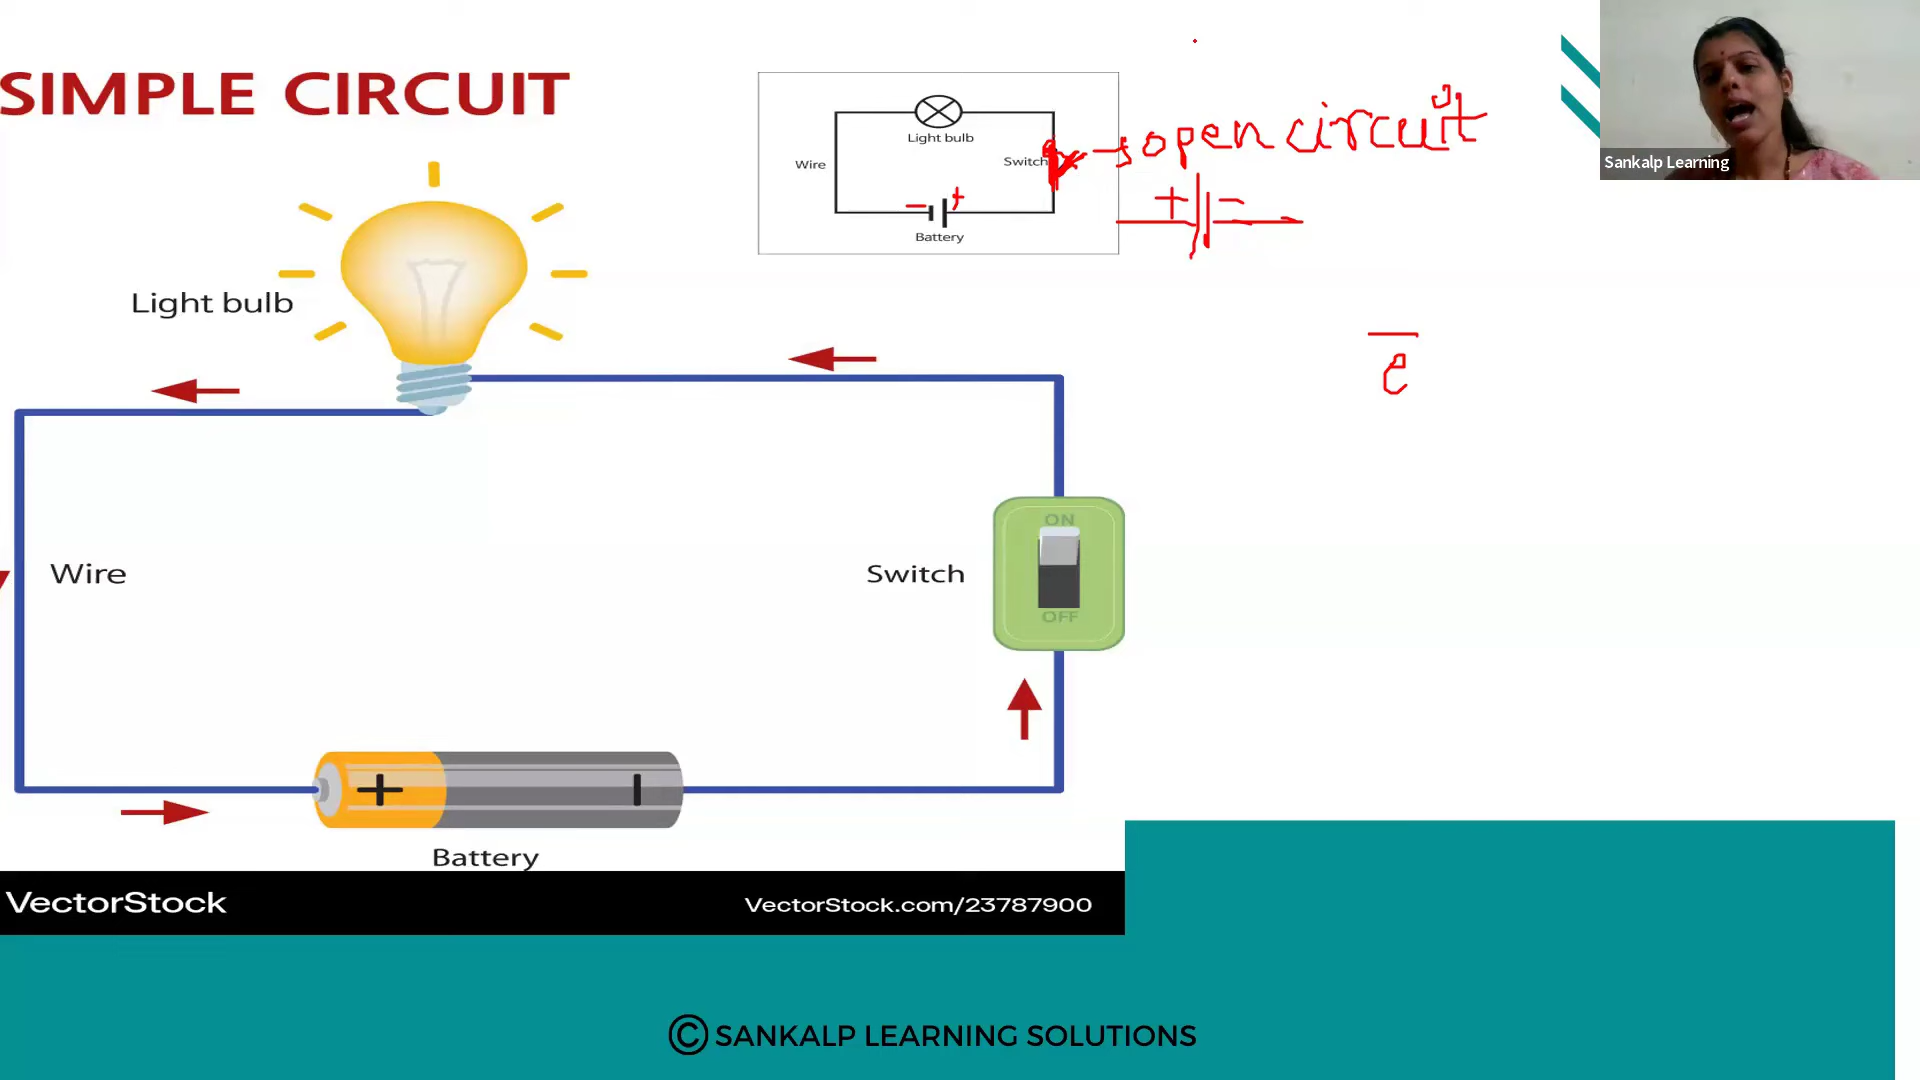 SIMPLE CIRCUIT
Light bulb
Wire
Switch
− +
Battery
→ open circuit
+ −
Sankalp Learning
e
Light bulb
ON
Wire
Switch
OFF
+ |
Battery
VectorStock
VectorStock.com/23787900
© SANKALP LEARNING SOLUTIONS